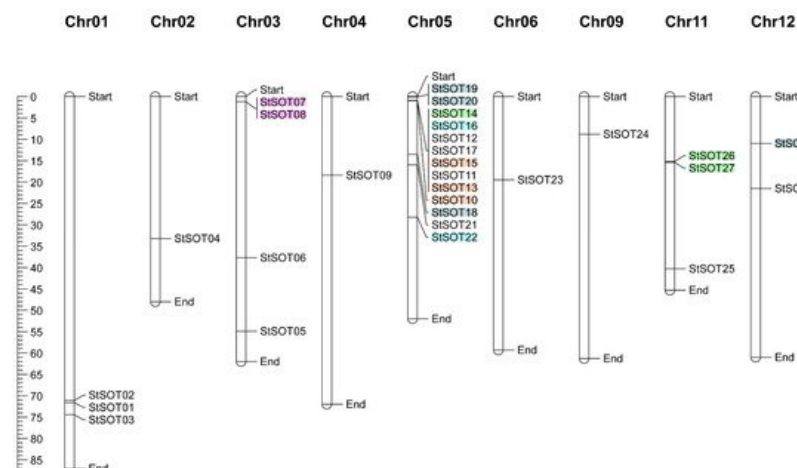 Chr01 Chr02 Chr03 Chr04 Chr05 Chr06 Chr09 Chr11 Chr12
0
5
10
15
20
25
30
35
40
45
50
55
60
65
70
75
80
85
Start
StSOT02
StSOT01
StSOT03
End
Start
StSOT04
End
Start
StSOT07
StSOT08
StSOT06
StSOT05
End
Start
StSOT09
End
Start
StSOT19
StSOT20
StSOT14
StSOT16
StSOT12
StSOT17
StSOT15
StSOT11
StSOT13
StSOT10
StSOT18
StSOT21
StSOT22
End
Start
StSOT23
End
Start
StSOT24
End
Start
StSOT26
StSOT27
StSOT25
End
Start
End